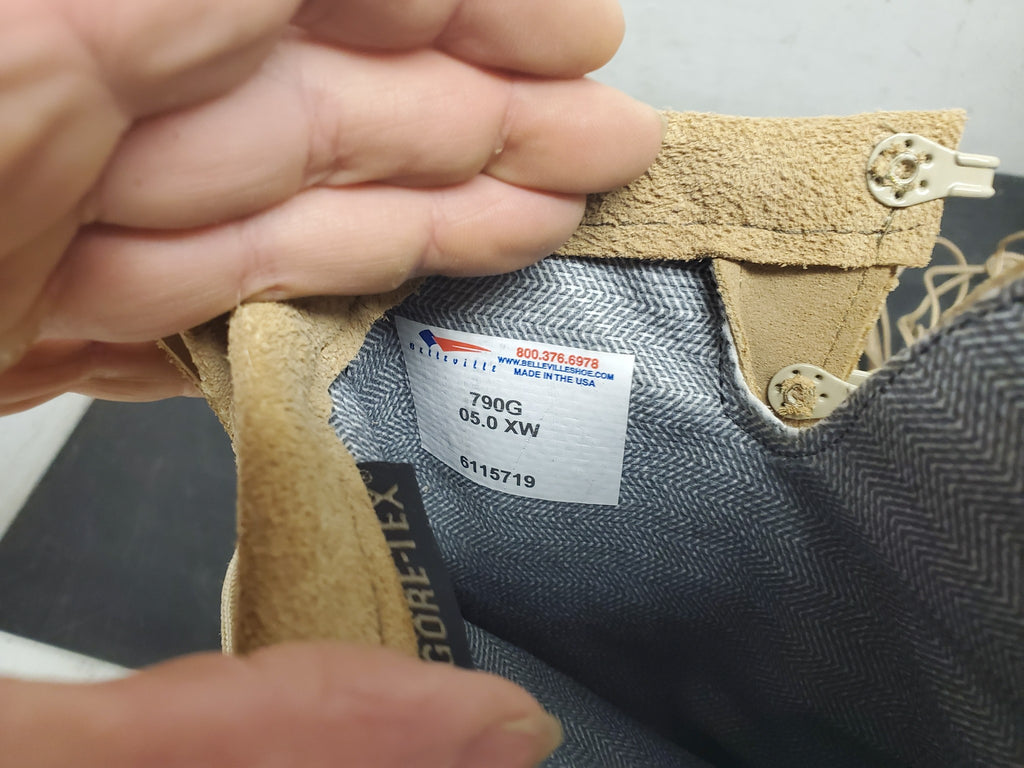 belleville
800.376.6978
WWW.BELLEVILLESHOE.COM
MADE IN THE USA
790G
05.0 XW
6115719
GORE-TEX®